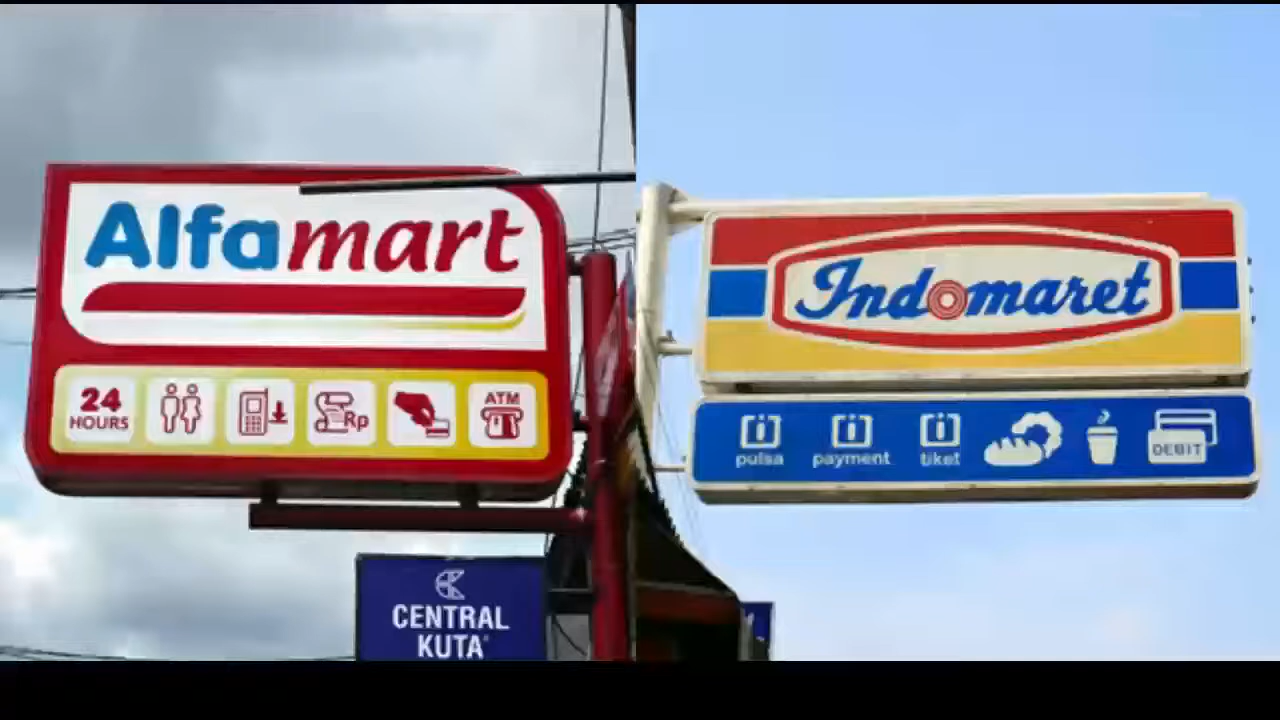 Alfamart
24
HOURS
Rp
ATM
CENTRAL
KUTA
Indomaret
pulsa
payment
tiket
DEBIT